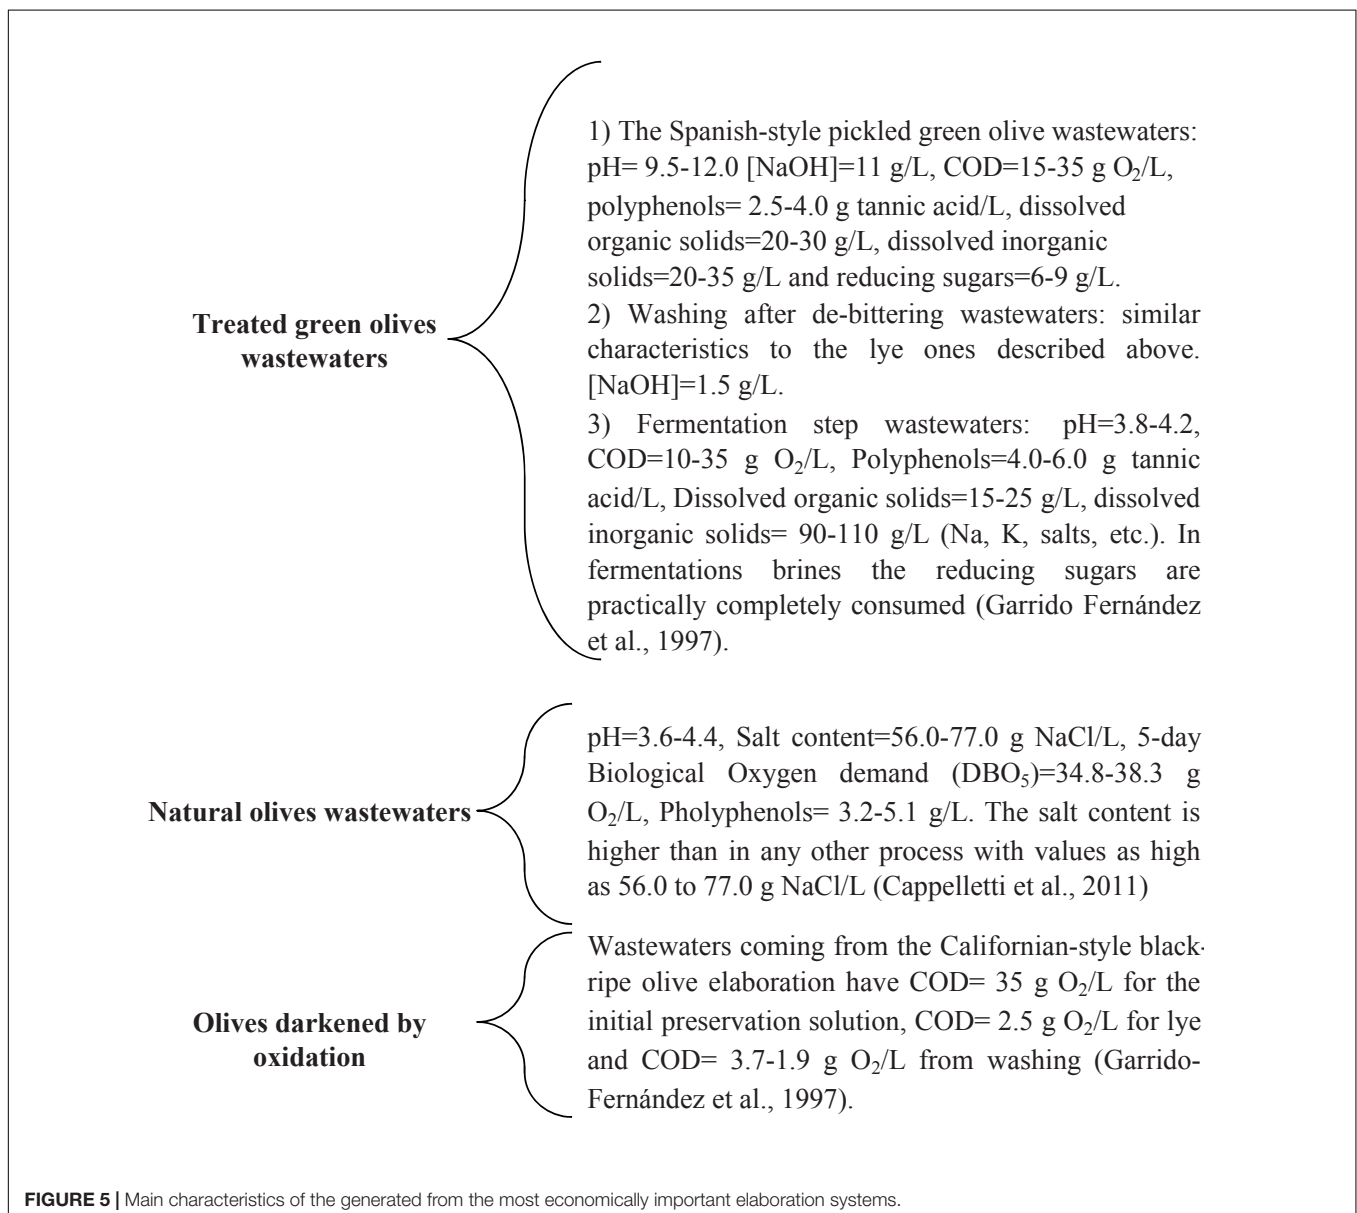 1) The Spanish-style pickled green olive wastewaters:
pH= 9.5-12.0 [NaOH]=11 g/L, COD=15-35 g O₂/L,
polyphenols= 2.5-4.0 g tannic acid/L, dissolved
organic solids=20-30 g/L, dissolved inorganic
solids=20-35 g/L and reducing sugars=6-9 g/L.
Treated green olives
wastewaters
2) Washing after de-bittering wastewaters: similar
characteristics to the lye ones described above.
[NaOH]=1.5 g/L.
3) Fermentation step wastewaters: pH=3.8-4.2,
COD=10-35 g O₂/L, Polyphenols=4.0-6.0 g tannic
acid/L, Dissolved organic solids=15-25 g/L, dissolved
inorganic solids= 90-110 g/L (Na, K, salts, etc.). In
fermentations brines the reducing sugars are
practically completely consumed (Garrido Fernández
et al., 1997).
Natural olives wastewaters
pH=3.6-4.4, Salt content=56.0-77.0 g NaCl/L, 5-day
Biological Oxygen demand (DBO₅)=34.8-38.3 g
O₂/L, Pholyphenols= 3.2-5.1 g/L. The salt content is
higher than in any other process with values as high
as 56.0 to 77.0 g NaCl/L (Cappelletti et al., 2011)
Olives darkened by
oxidation
Wastewaters coming from the Californian-style black-
ripe olive elaboration have COD= 35 g O₂/L for the
initial preservation solution, COD= 2.5 g O₂/L for lye
and COD= 3.7-1.9 g O₂/L from washing (Garrido-
Fernández et al., 1997).
FIGURE 5 | Main characteristics of the generated from the most economically important elaboration systems.